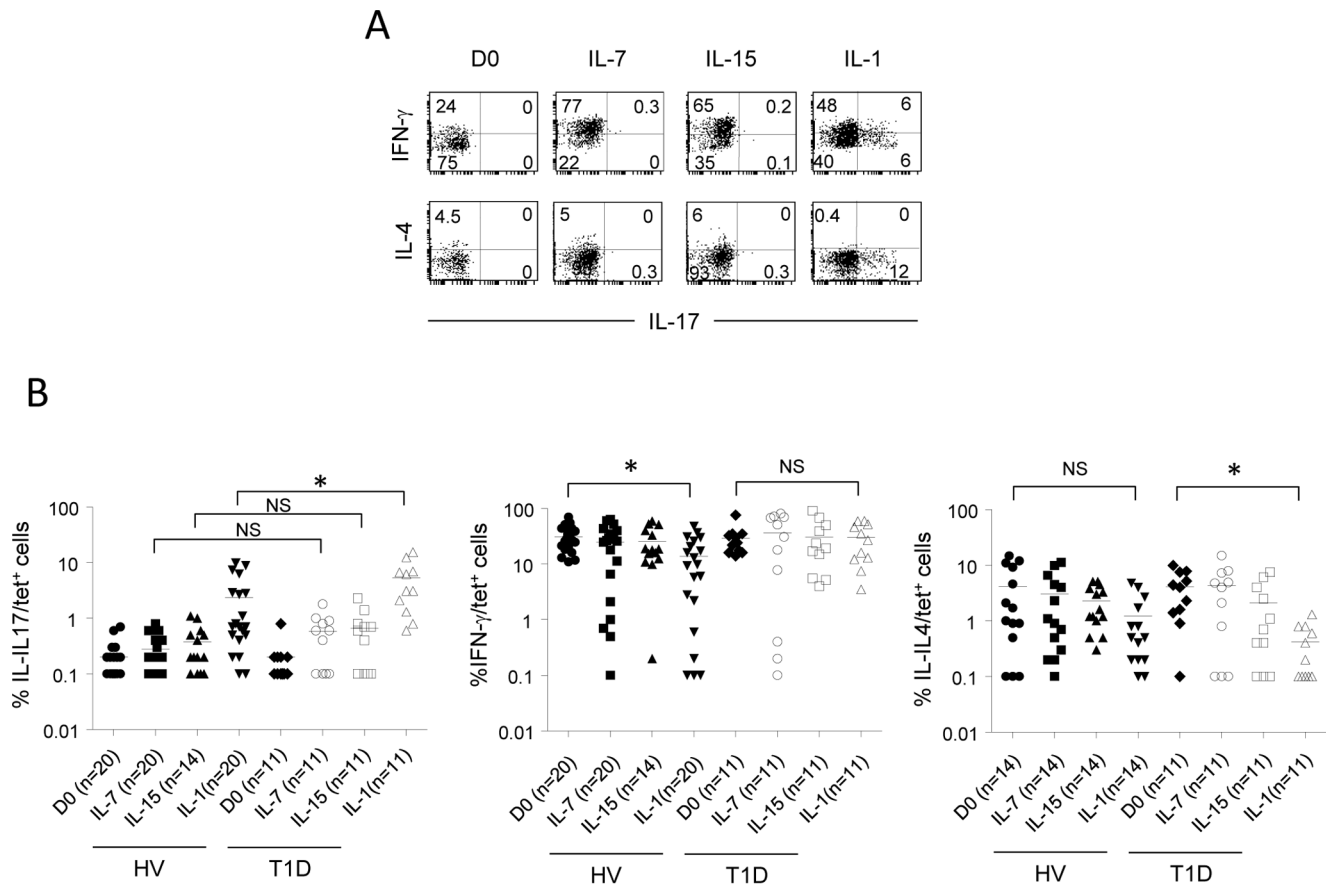 A
D0 IL-7 IL-15 IL-1
IFN-γ
24 0 77 0.3 65 0.2 48 6
75 0 22 0 35 0.1 40 6
IL-4
4.5 0 5 0 6 0 0.4 0
0 0.3 93 0.3 12
IL-17
B
% IL-IL17/tet+ cells
100
10
1
0.1
0.01
*
NS
NS
D0 (n=20)
IL-7 (n=20)
IL-15 (n=14)
IL-1(n=20)
D0 (n=11)
IL-7 (n=11)
IL-15 (n=11)
IL-1(n=11)
HV T1D
%IFN-γ/tet+ cells
100
10
1
0.1
0.01
* NS
D0 (n=20)
IL-7 (n=20)
IL-15 (n=14)
IL-1(n=20)
D0 (n=11)
IL-7 (n=11)
IL-15 (n=11)
IL-1(n=11)
HV T1D
% IL-IL4/tet+ cells
100
10
1
0.1
0.01
NS *
D0 (n=14)
IL-7 (n=14)
IL-15 (n=14)
IL-1(n=14)
D0 (n=11)
IL-7 (n=11)
IL-15 (n=11)
IL-1(n=11)
HV T1D